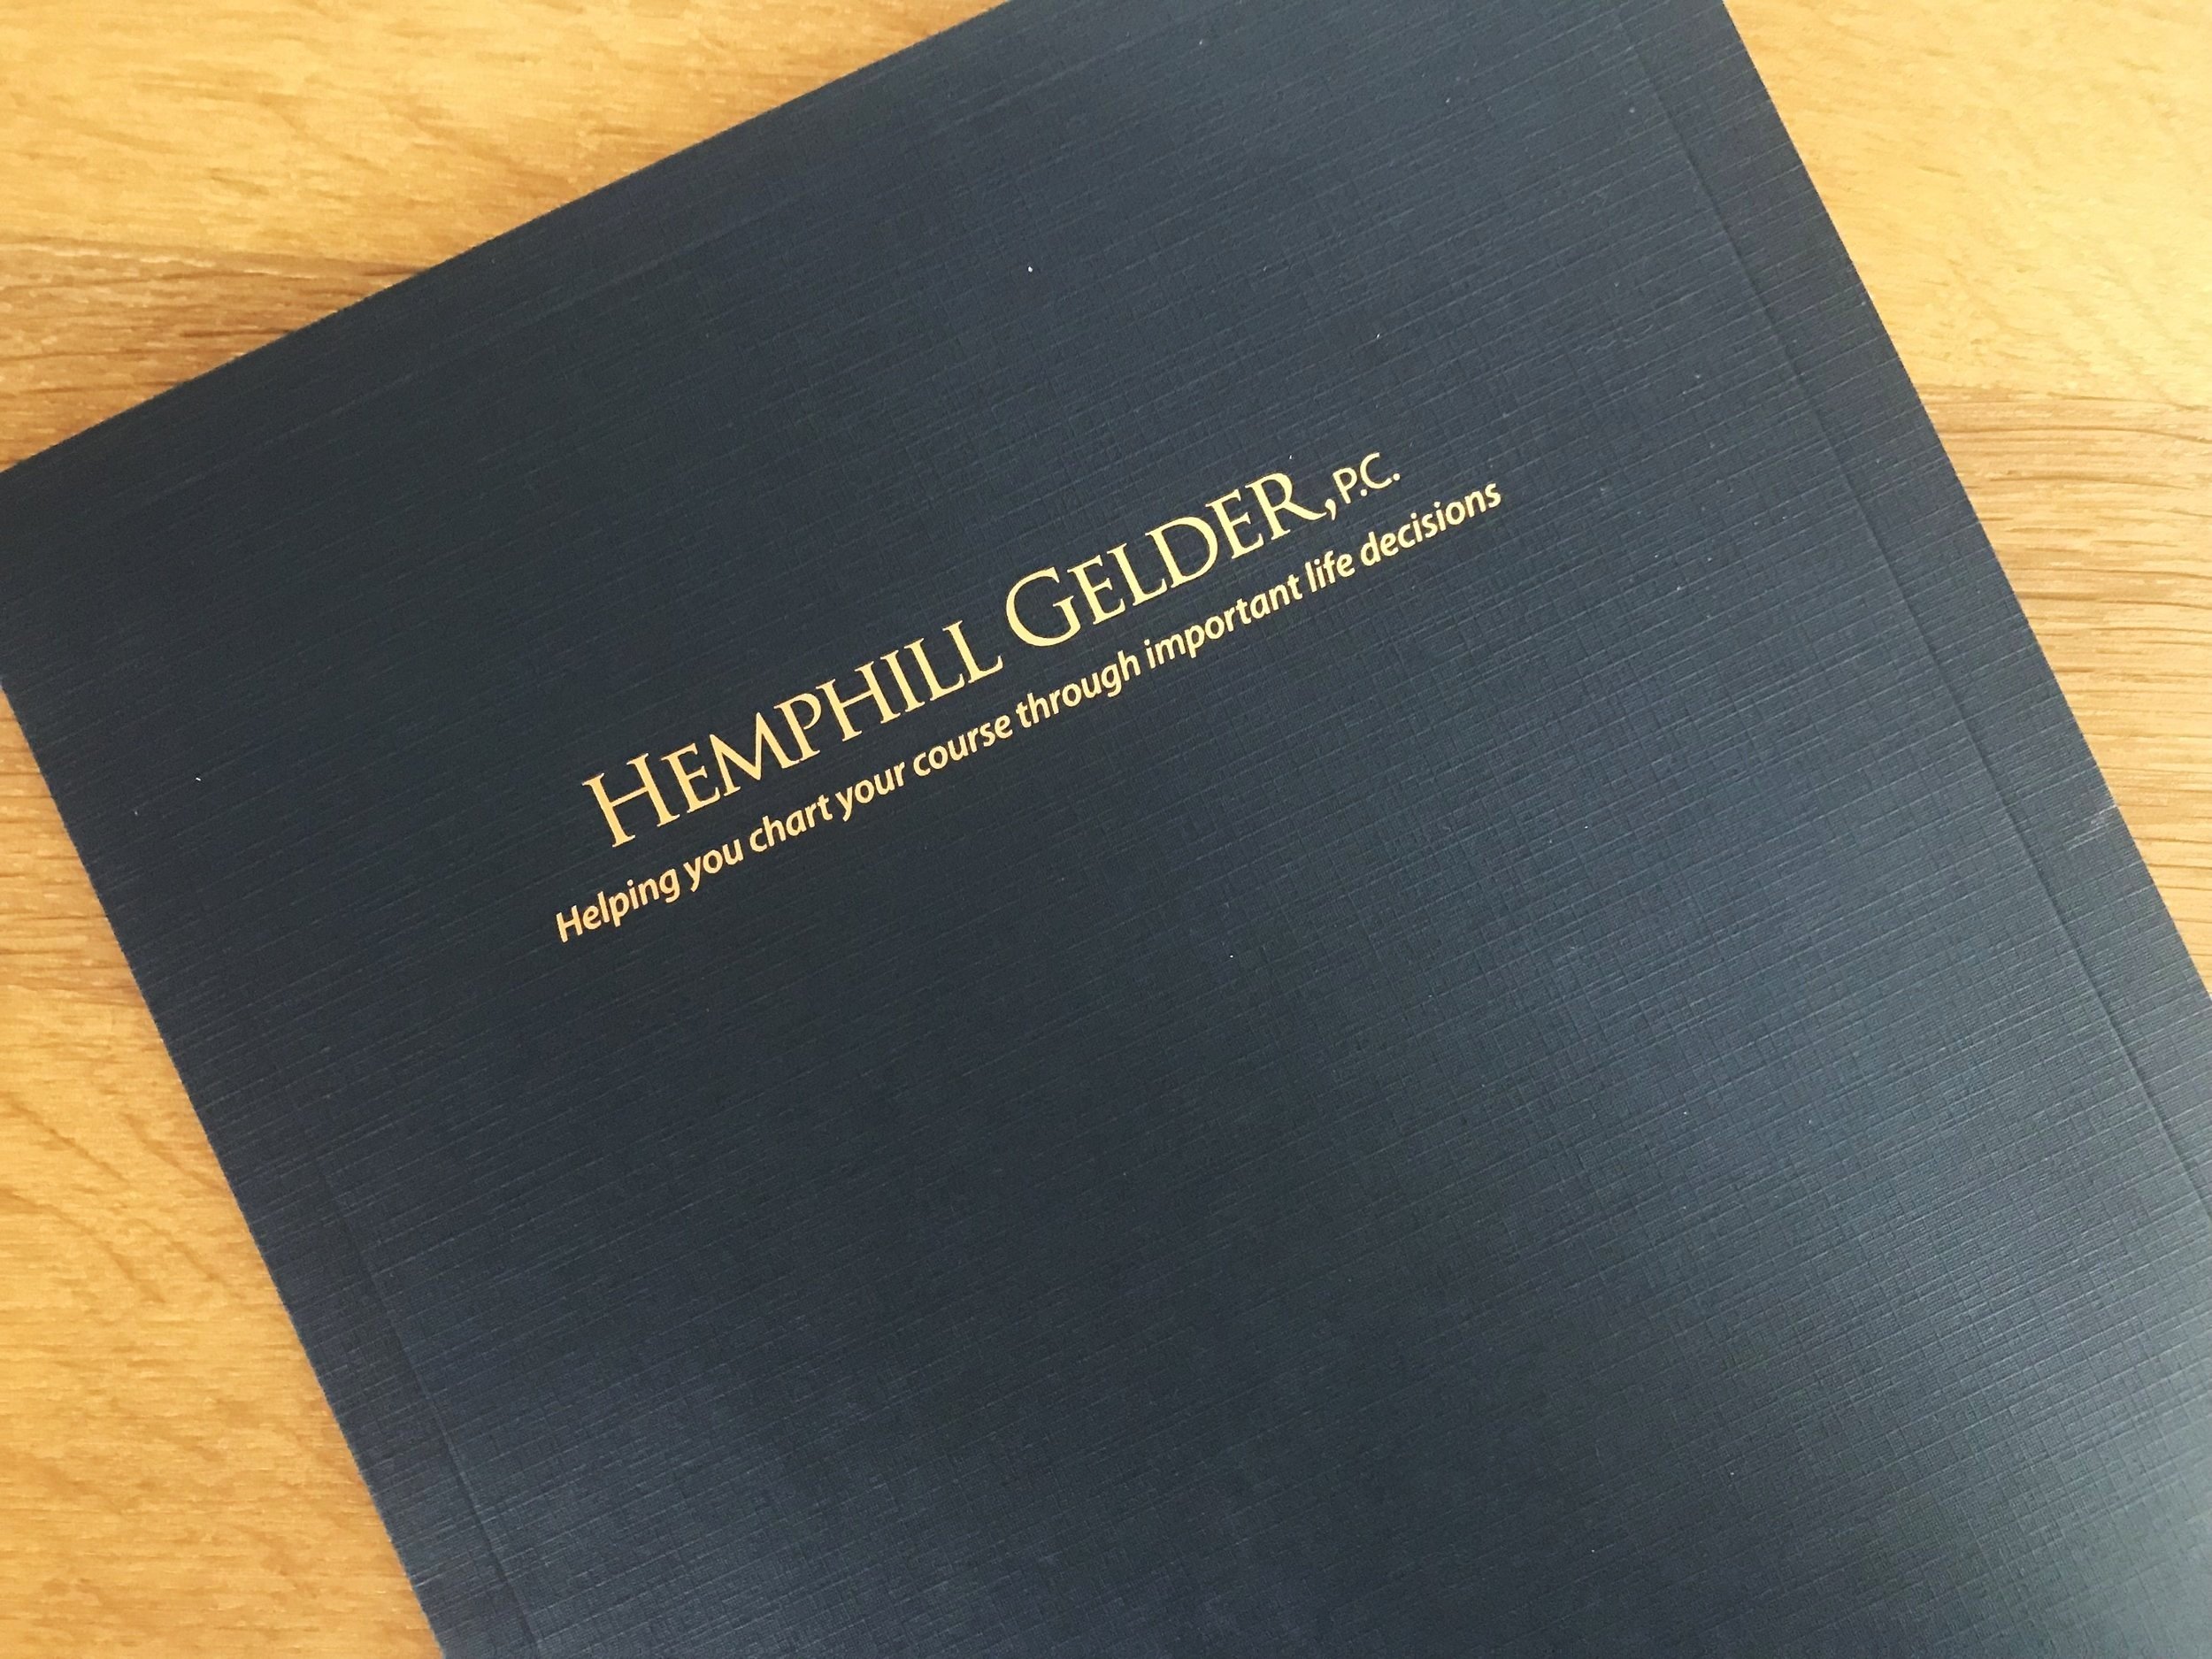 HEMPHILL GELDER, P.C.
Helping you chart your course through important life decisions